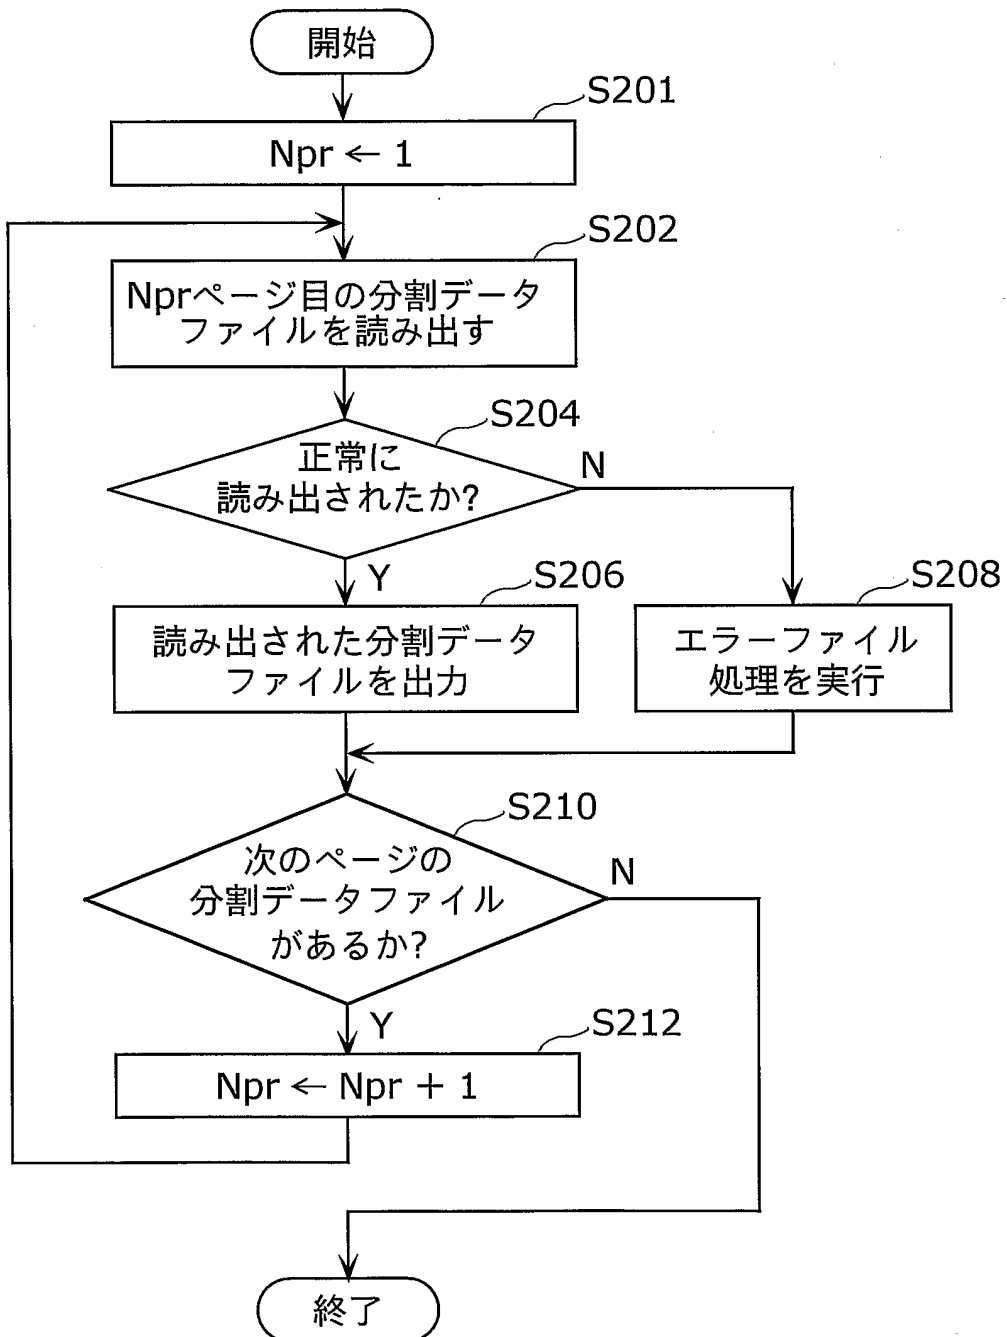 開始
S201
Npr ← 1
S202
Nprページ目の分割データ
ファイルを読み出す
S204
正常に
読み出されたか?
N
Y
S206
読み出された分割データ
ファイルを出力
S208
エラーファイル
処理を実行
S210
次のページの
分割データファイル
があるか?
N
Y
S212
Npr ← Npr + 1
終了